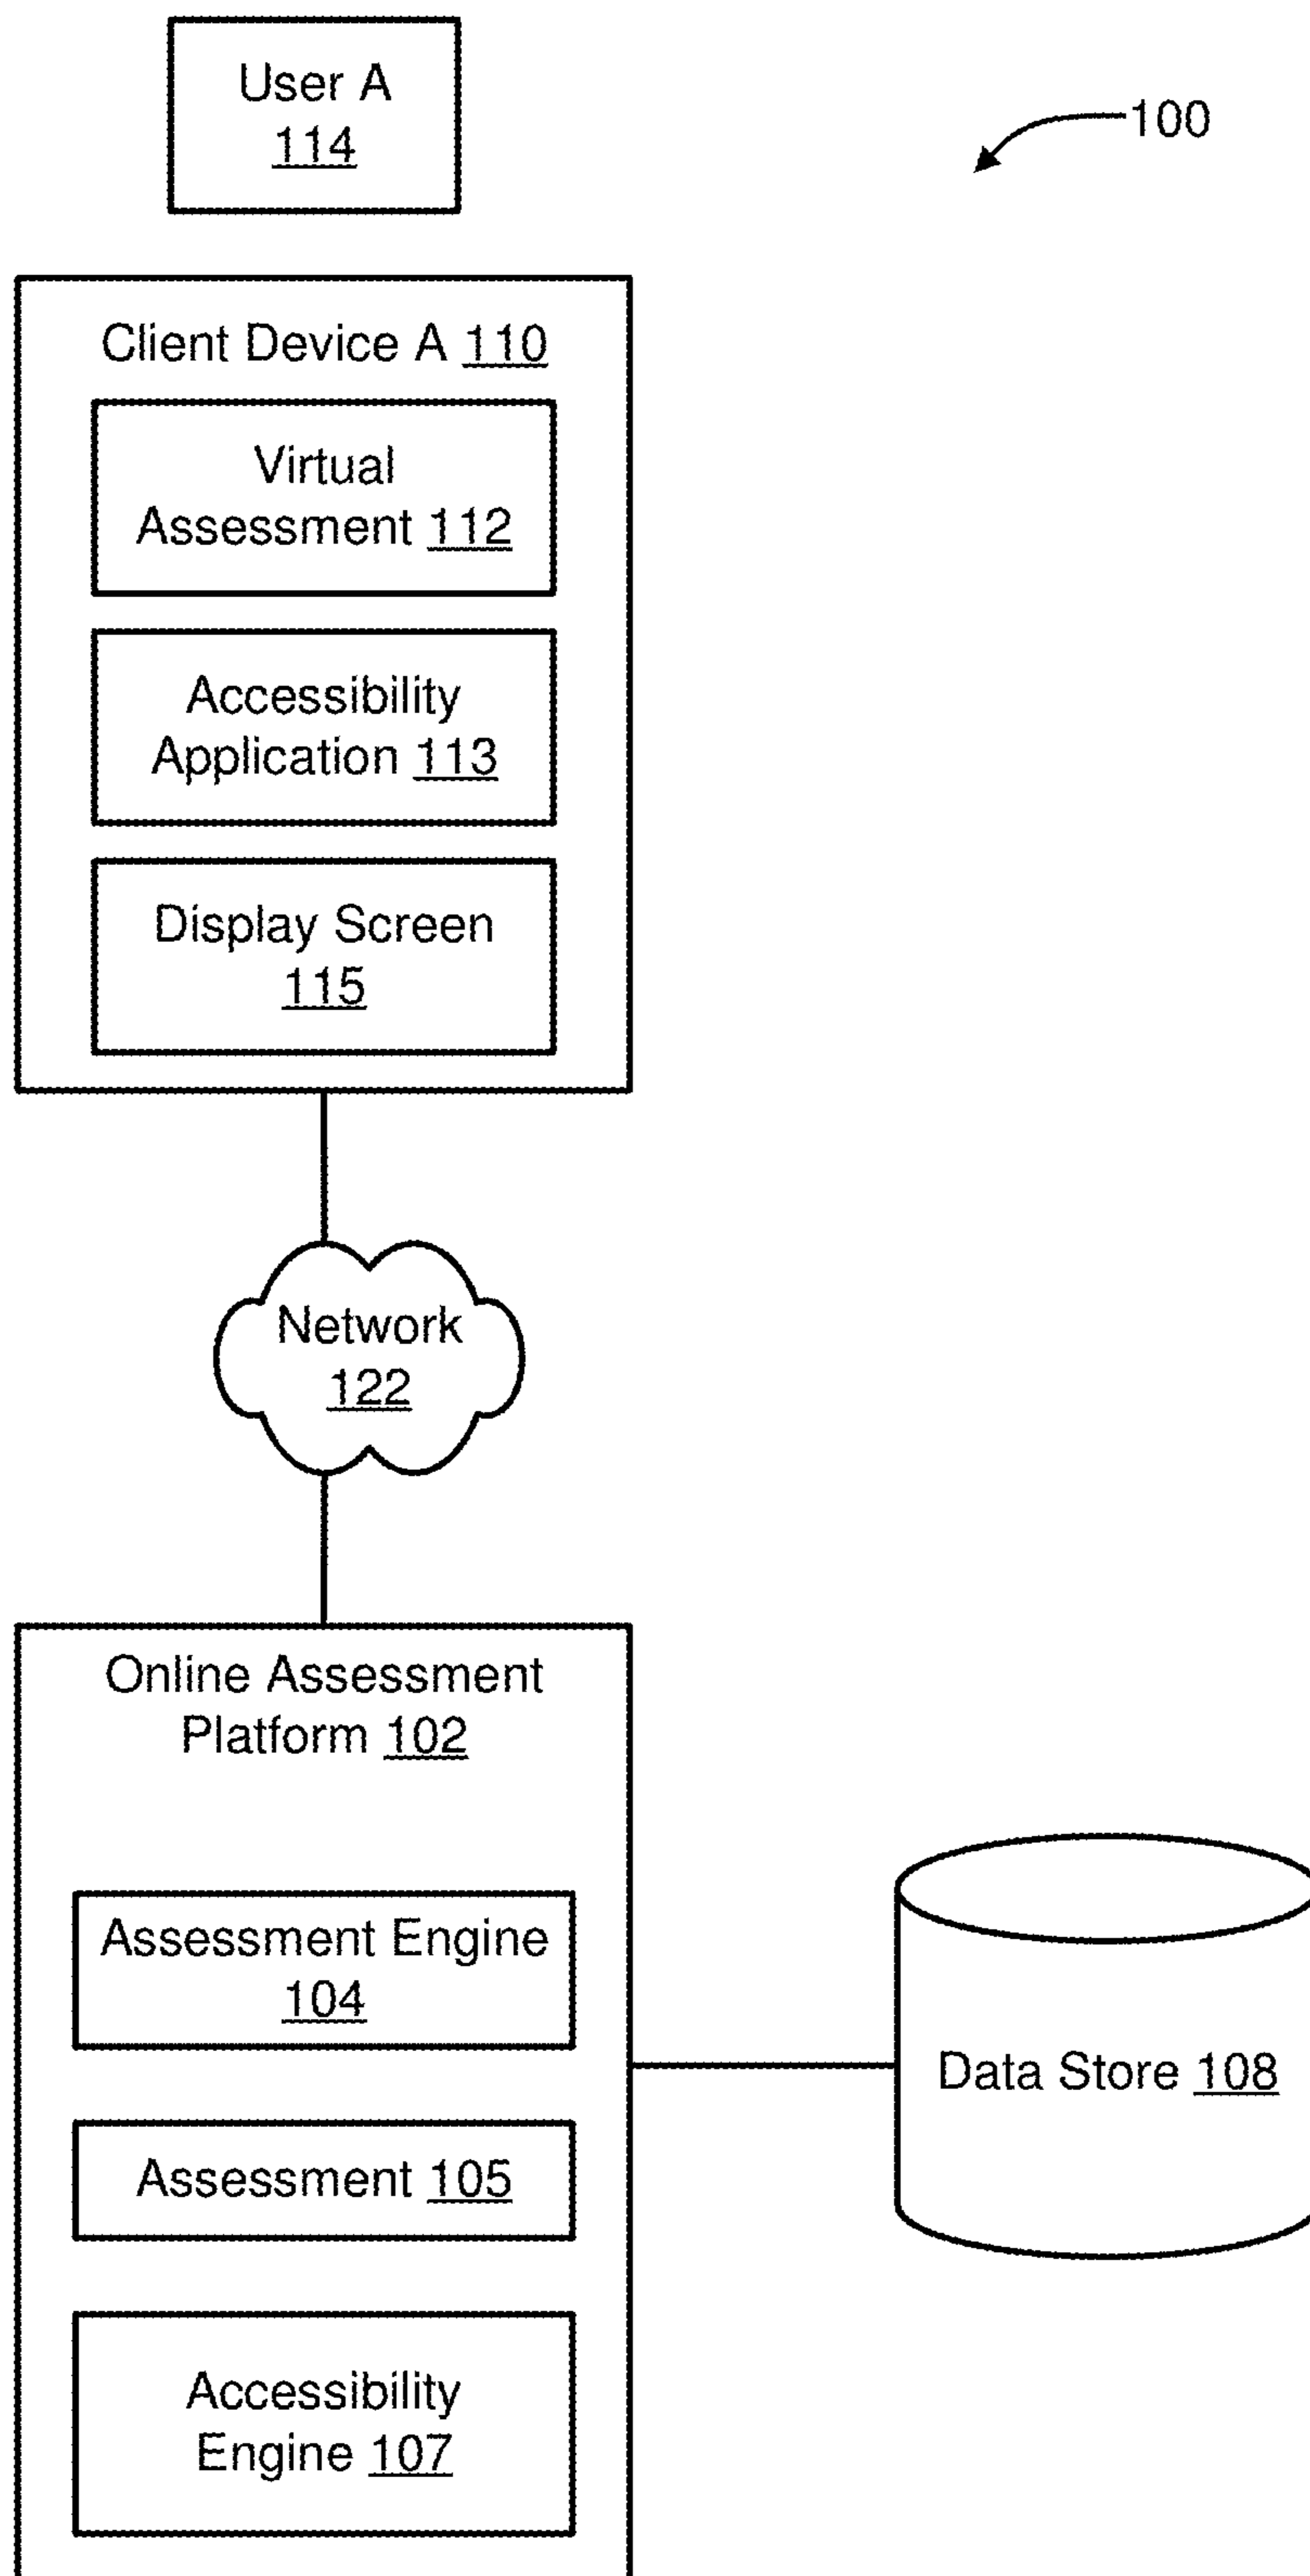 User A
114
100
Client Device A 110
Virtual
Assessment 112
Accessibility
Application 113
Display Screen
115
Network
122
Online Assessment
Platform 102
Assessment Engine
104
Data Store 108
Assessment 105
Accessibility
Engine 107